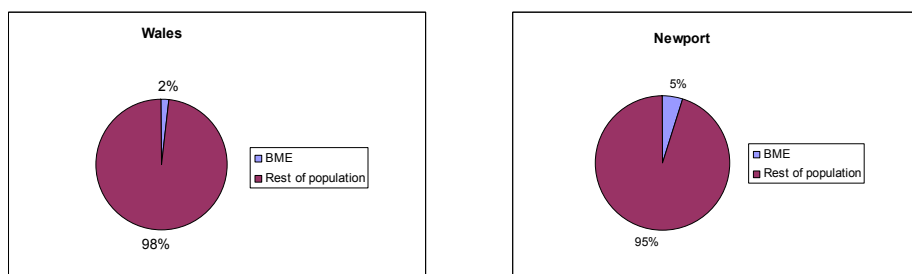 Wales
2%
BME
Rest of population
98%
Newport
5%
BME
Rest of population
95%